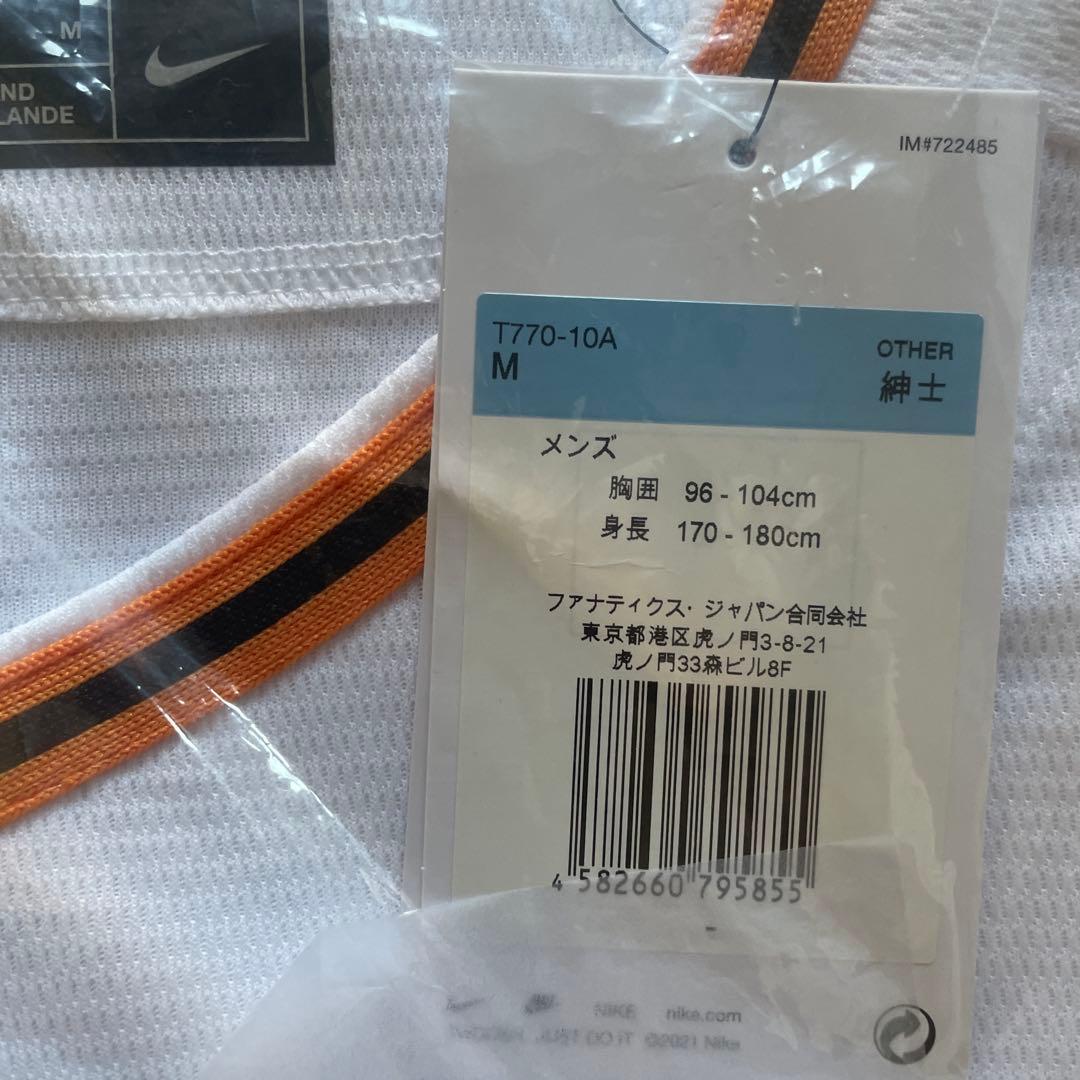 M
ND
LANDE
IM#722485
T770-10A
M
OTHER
紳士
メンズ
胸囲 96 - 104cm
身長 170 - 180cm
ファナティクス・ジャパン合同会社
東京都港区虎ノ門3-8-21
虎ノ門33森ビル8F
4 582660 795855
-
NIKE nike.com
JUST DO IT ©2021 Nike